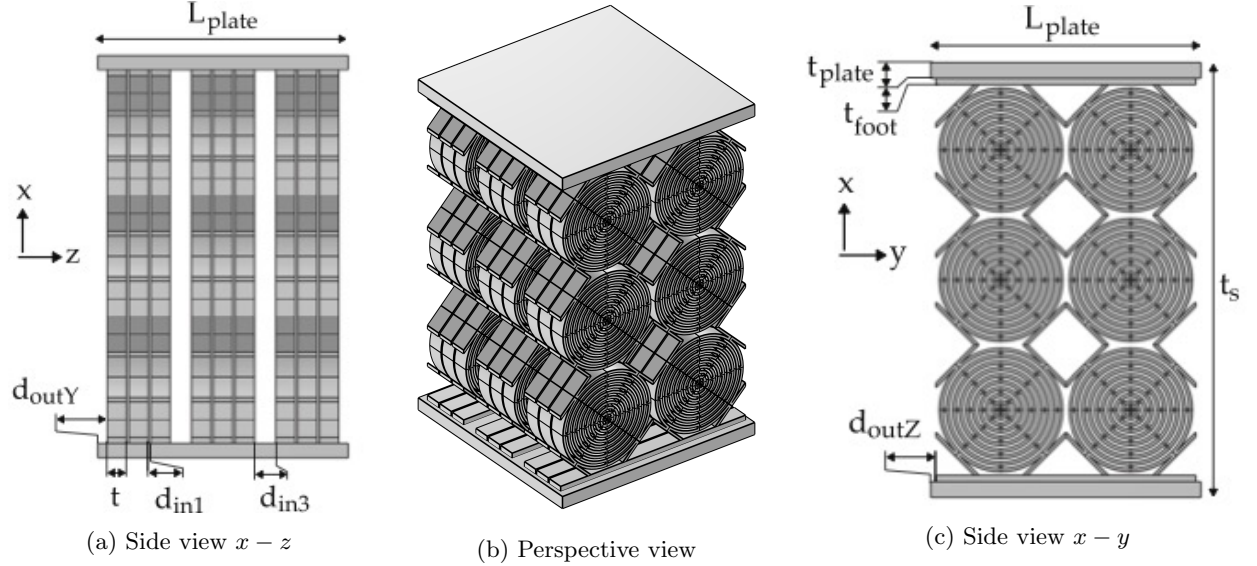 L_plate
x
z
d_outY
t
d_in1
d_in3
(a) Side view x − z
(b) Perspective view
L_plate
t_plate
t_foot
x
y
t_s
d_outZ
(c) Side view x − y